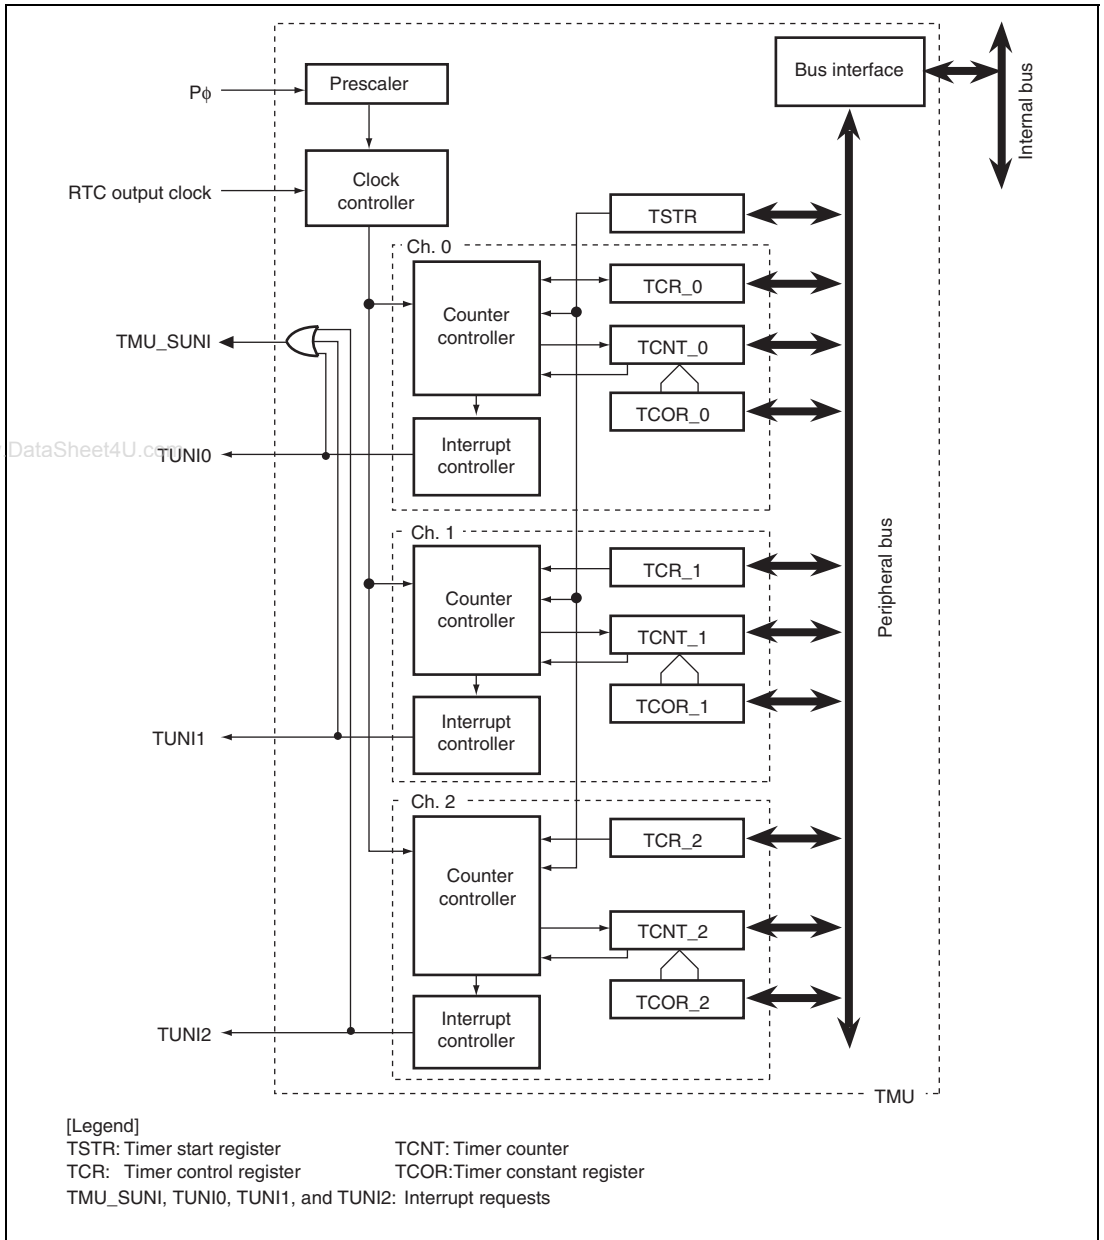 Pϕ
Prescaler
Bus interface
Internal bus
RTC output clock
Clock
controller
TSTR
Ch. 0
Counter
controller
TCR_0
TMU_SUNI
TCNT_0
TCOR_0
DataSheet4U.com
TUNI0
Interrupt
controller
Ch. 1
Counter
controller
TCR_1
Peripheral bus
TCNT_1
TCOR_1
TUNI1
Interrupt
controller
Ch. 2
Counter
controller
TCR_2
TCNT_2
TCOR_2
TUNI2
Interrupt
controller
TMU
[Legend]
TSTR: Timer start register TCNT: Timer counter
TCR: Timer control register TCOR:Timer constant register
TMU_SUNI, TUNI0, TUNI1, and TUNI2: Interrupt requests